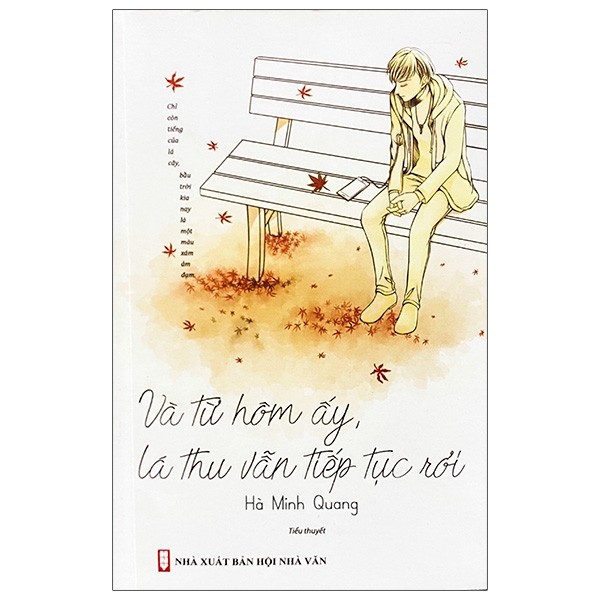 Chỉ
còn
tiếng
của
lá
cây,
bầu
trời
kia
nay
là
một
màu
xám
ảm
đạm.
Và từ hôm ấy,
lá thu vẫn tiếp tục rơi
Hà Minh Quang
Tiểu thuyết
NHÀ XUẤT BẢN HỘI NHÀ VĂN